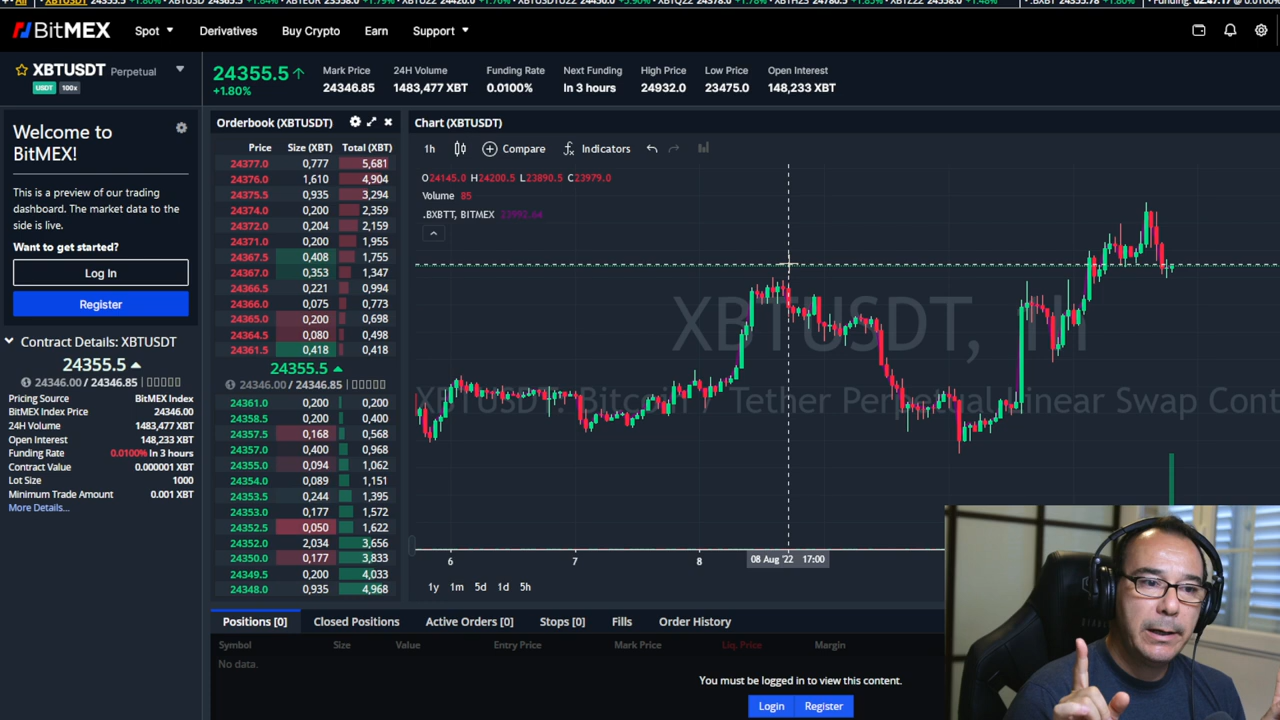 BitMEX
Spot
Derivatives
Buy Crypto
Earn
Support
XBTUSDT Perpetual
USDT 100x
24355.5
+1.80%
Mark Price
24346.85
24H Volume
1483,477 XBT
Funding Rate
0.0100%
Next Funding
In 3 hours
High Price
24932.0
Low Price
23475.0
Open Interest
148,233 XBT
Welcome to
BitMEX!
This is a preview of our trading
dashboard. The market data to
the side is live.
Want to get started?
Log In
Register
Contract Details: XBTUSDT
24355.5
24346.00 / 24346.85
Pricing Source BitMEX Index
BitMEX Index Price 24346.00
24H Volume 1483,477 XBT
Open Interest 148,233 XBT
Funding Rate 0.0100% In 3 hours
Contract Value 0.000001 XBT
Lot Size 1000
Minimum Trade Amount 0.001 XBT
More Details...
Orderbook (XBTUSDT)
Price Size (XBT) Total (XBT)
24377.0 0,777 5,681
24376.0 1,610 4,904
24375.5 0,935 3,294
24374.0 0,200 2,359
24372.0 0,204 2,159
24371.0 0,200 1,955
24367.5 0,408 1,755
24367.0 0,353 1,347
24366.5 0,221 0,994
24366.0 0,075 0,773
24365.0 0,200 0,698
24364.5 0,080 0,498
24361.5 0,418 0,418
24355.5
24346.00 / 24346.85
24361.0 0,200 0,200
24358.5 0,200 0,400
24357.5 0,168 0,568
24357.0 0,400 0,968
24355.0 0,094 1,062
24354.0 0,089 1,151
24353.5 0,244 1,395
24353.0 0,177 1,572
24352.5 0,050 1,622
24352.0 2,034 3,656
24350.0 0,177 3,833
24349.5 0,200 4,033
24348.0 0,935 4,968
Chart (XBTUSDT)
1h
Compare
Indicators
O24145.0 H24200.5 L23890.5 C23979.0
Volume 85
.BXBTT, BITMEX 23992.64
XBTUSDT, 1h
XBTUSDT: Bitcoin / Tether Perpetual Linear Swap Cont
6 7 8 08 Aug '22 17:00
1y 1m 5d 1d 5h
Positions [0]
Closed Positions
Active Orders [0]
Stops [0]
Fills
Order History
Symbol Size Value Entry Price Mark Price Liq. Price Margin
No data.
You must be logged in to view this content.
Login
Register